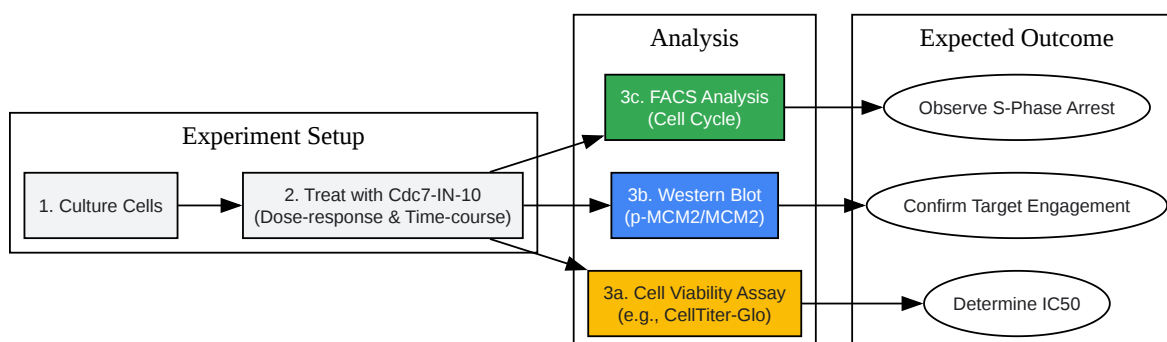 Experiment Setup
1. Culture Cells
2. Treat with Cdc7-IN-10
(Dose-response & Time-course)
Analysis
3c. FACS Analysis
(Cell Cycle)
3b. Western Blot
(p-MCM2/MCM2)
3a. Cell Viability Assay
(e.g., CellTiter-Glo)
Expected Outcome
Observe S-Phase Arrest
Confirm Target Engagement
Determine IC50